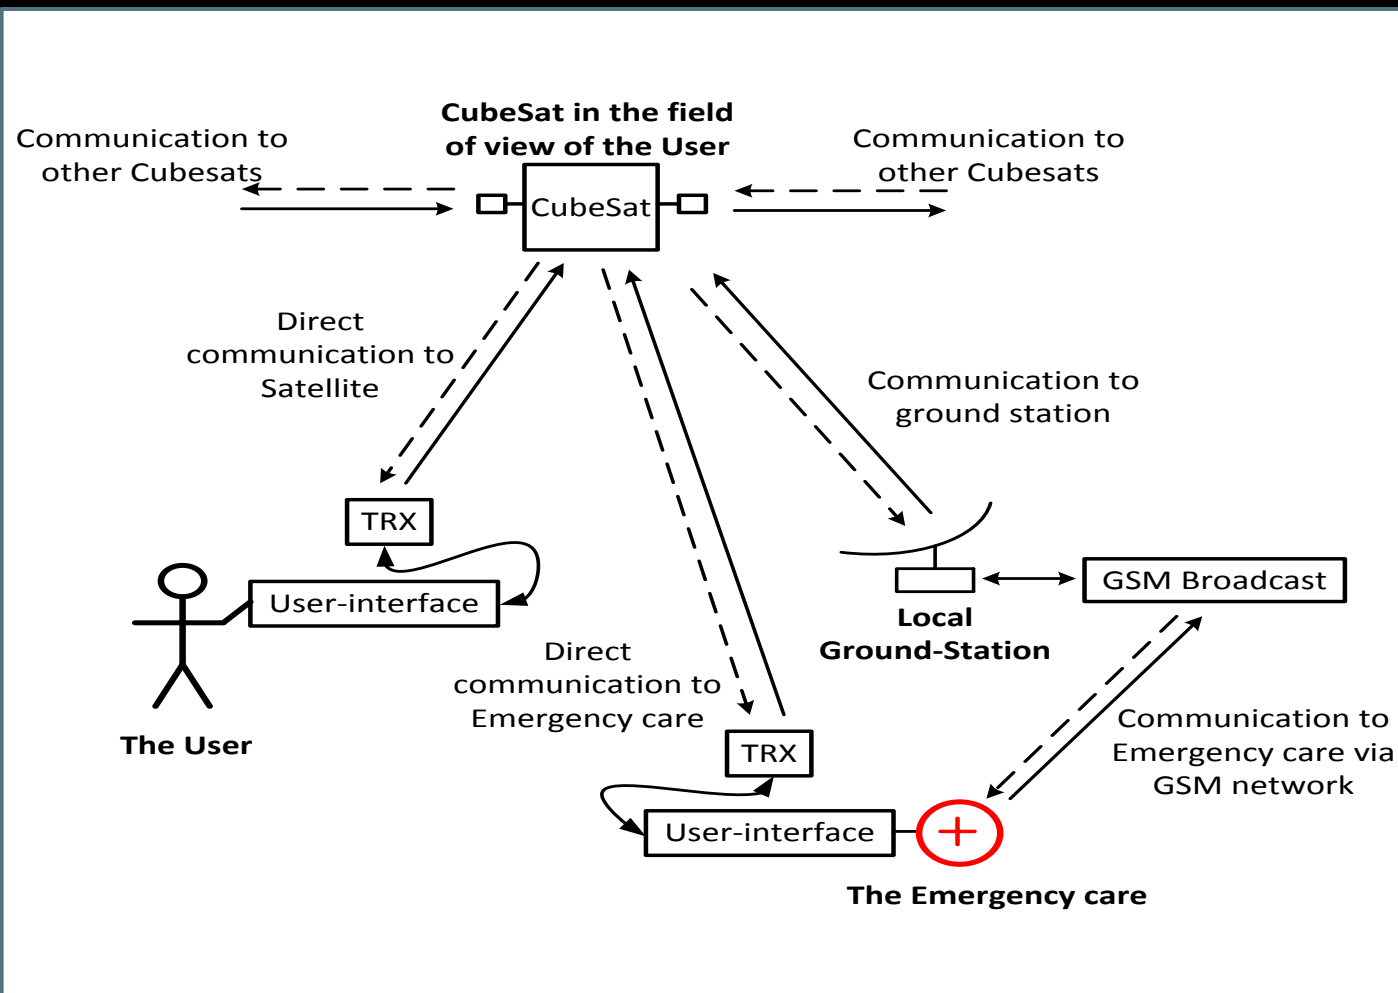 CubeSat in the field
of view of the User
Communication to
other Cubesats
Communication to
other Cubesats
CubeSat
Direct
communication to
Satellite
Communication to
ground station
TRX
User-interface
The User
GSM Broadcast
Local
Ground-Station
Direct
communication to
Emergency care
TRX
User-interface
Communication to
Emergency care via
GSM network
The Emergency care